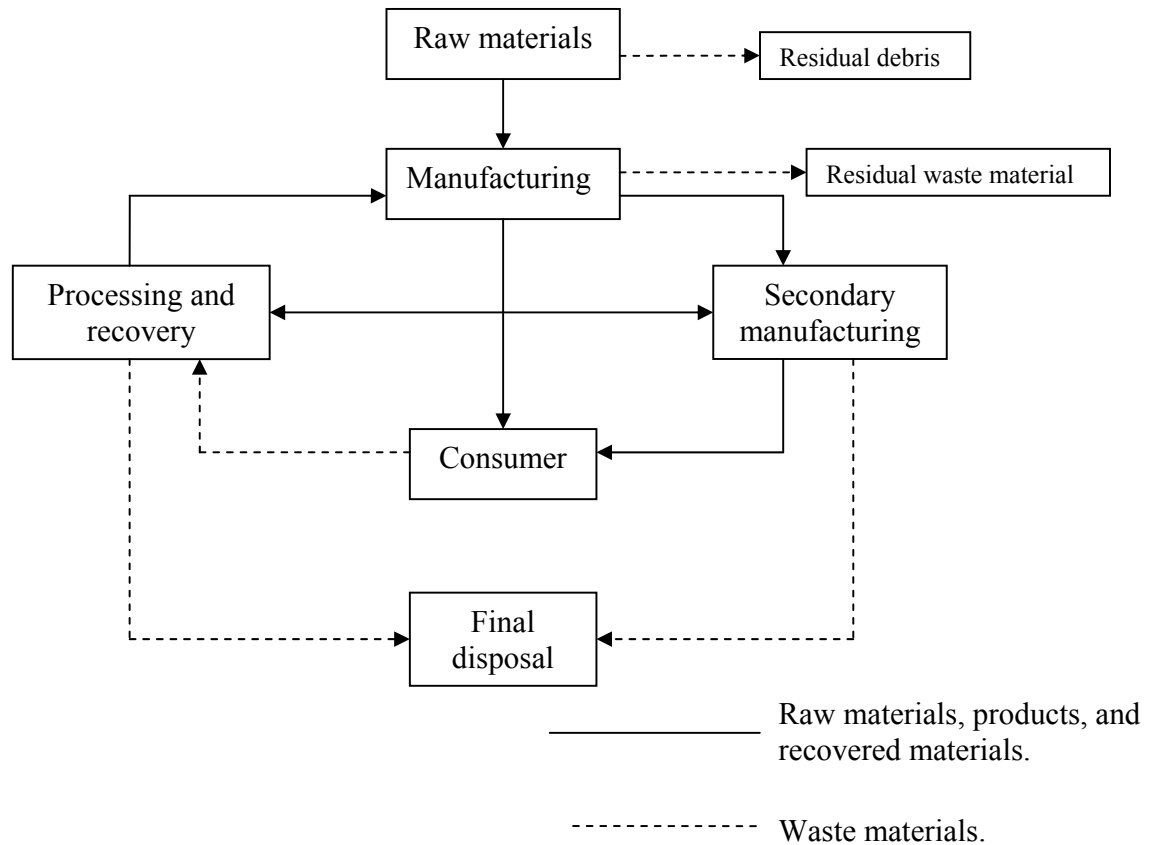 Raw materials
Residual debris
Manufacturing
Residual waste material
Processing and
recovery
Secondary
manufacturing
Consumer
Final
disposal
Raw materials, products, and
recovered materials.
Waste materials.